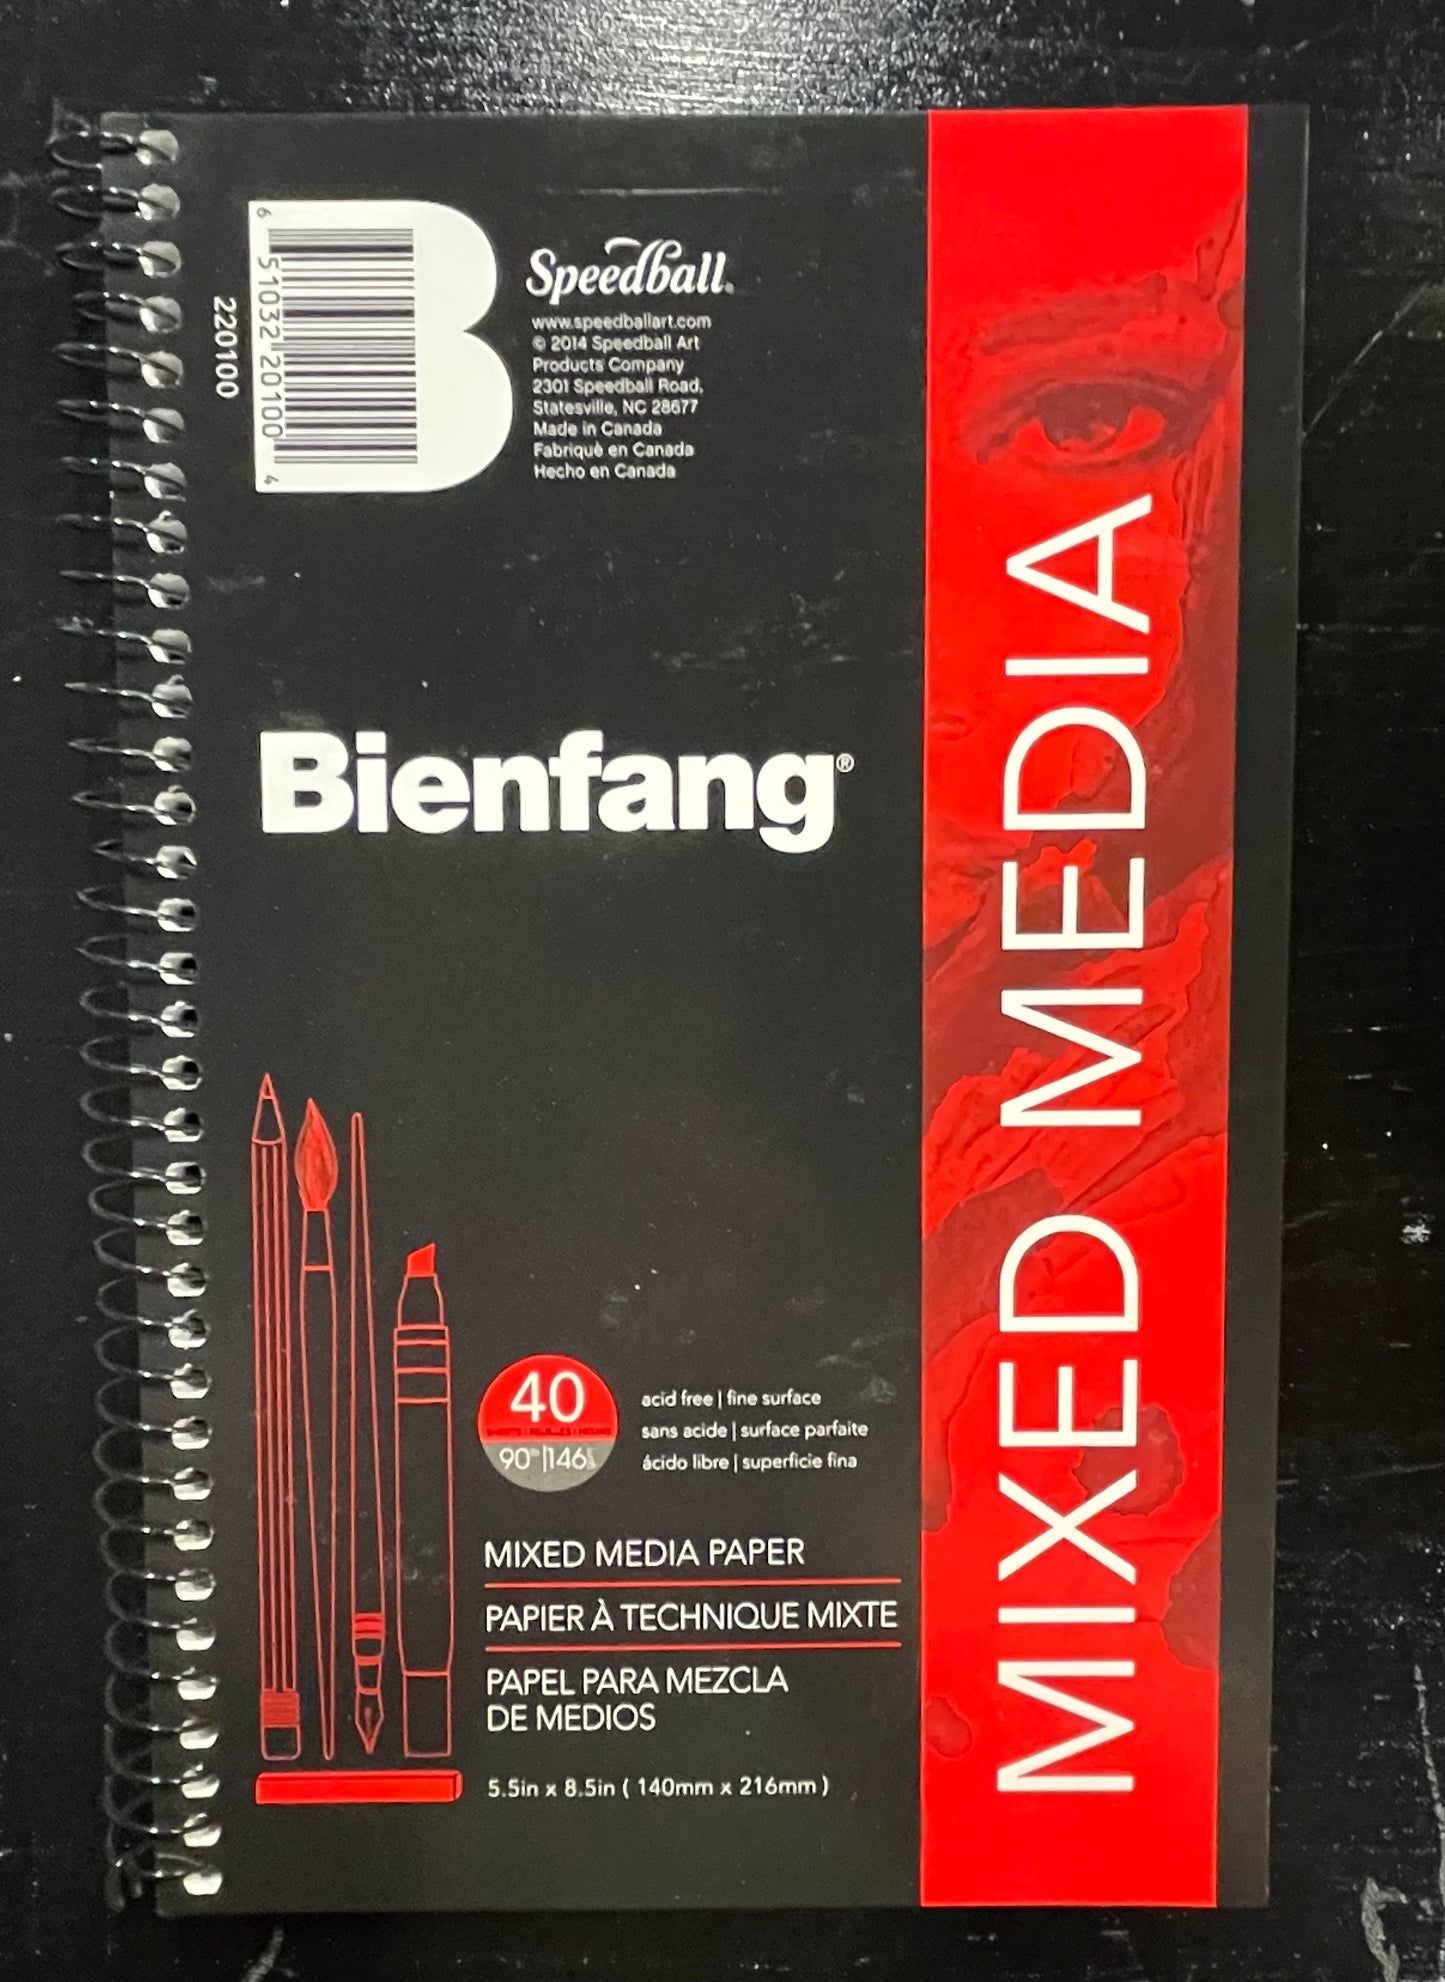 6 51032 20100 4
220100
Speedball®
www.speedballart.com
© 2014 Speedball Art
Products Company
2301 Speedball Road,
Statesville, NC 28677
Made in Canada
Fabriqué en Canada
Hecho en Canada
Bienfang®
40
90lb|146
acid free | fine surface
sans acide | surface parfaite
ácido libre | superficie fina
MIXED MEDIA PAPER
PAPIER À TECHNIQUE MIXTE
PAPEL PARA MEZCLA
DE MEDIOS
5.5in x 8.5in ( 140mm x 216mm )
MIXED MEDIA